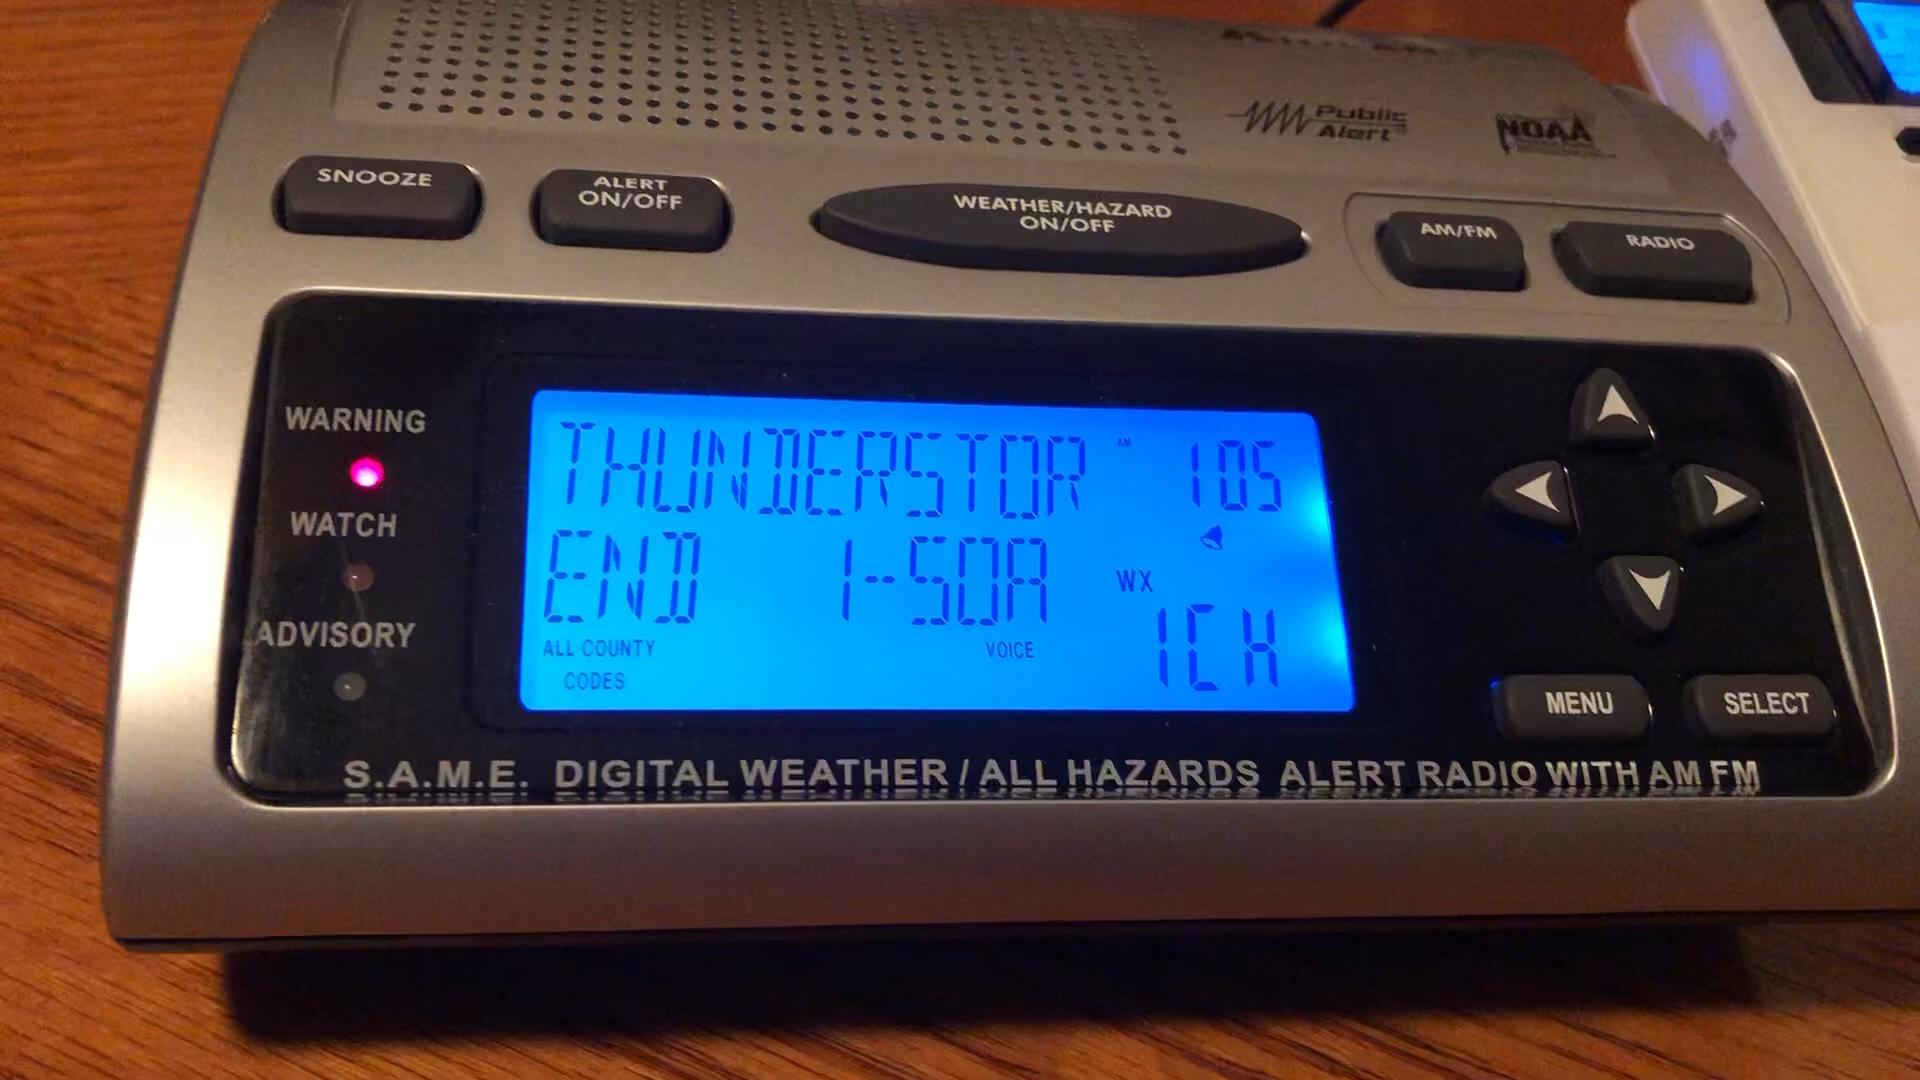 Public
Alert
NOAA
SNOOZE
ALERT
ON/OFF
WEATHER/HAZARD
ON/OFF
AM/FM
RADIO
WARNING
WATCH
ADVISORY
THUNDERSTOR AM 105
END 1-50A
WX
ALL COUNTY
CODES
VOICE
1CH
MENU
SELECT
S.A.M.E. DIGITAL WEATHER / ALL HAZARDS ALERT RADIO WITH AM FM